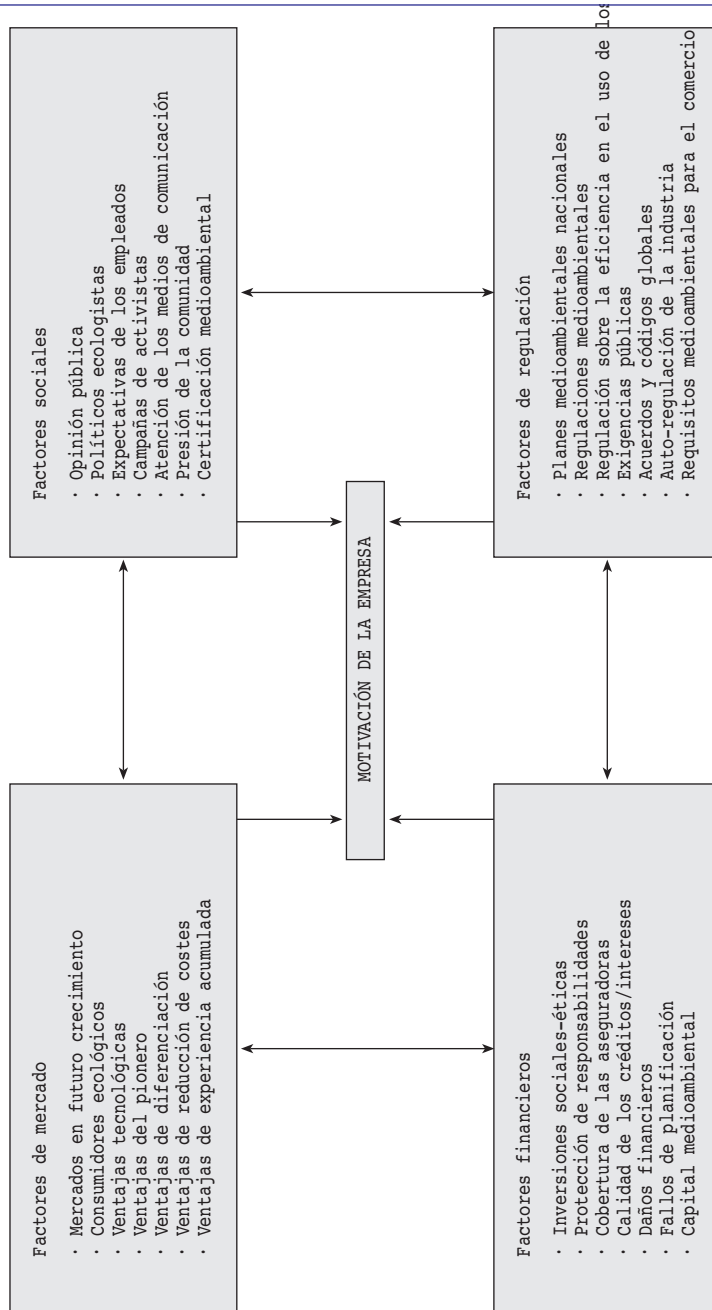 Factores de mercado
· Mercados en futuro crecimiento
· Consumidores ecológicos
· Ventajas tecnológicas
· Ventajas del pionero
· Ventajas de diferenciación
· Ventajas de reducción de costes
· Ventajas de experiencia acumulada
Factores sociales
· Opinión pública
· Políticos ecologistas
· Expectativas de los empleados
· Campañas de activistas
· Atención de los medios de comunicación
· Presión de la comunidad
· Certificación medioambiental
MOTIVACIÓN DE LA EMPRESA
Factores financieros
· Inversiones sociales-éticas
· Protección de responsabilidades
· Cobertura de las aseguradoras
· Calidad de los créditos/intereses
· Daños financieros
· Fallos de planificación
· Capital medioambiental
Factores de regulación
· Planes medioambientales nacionales
· Regulaciones medioambientales
· Regulación sobre la eficiencia en el uso de los
· Exigencias públicas
· Acuerdos y códigos globales
· Auto-regulación de la industria
· Requisitos medioambientales para el comercio